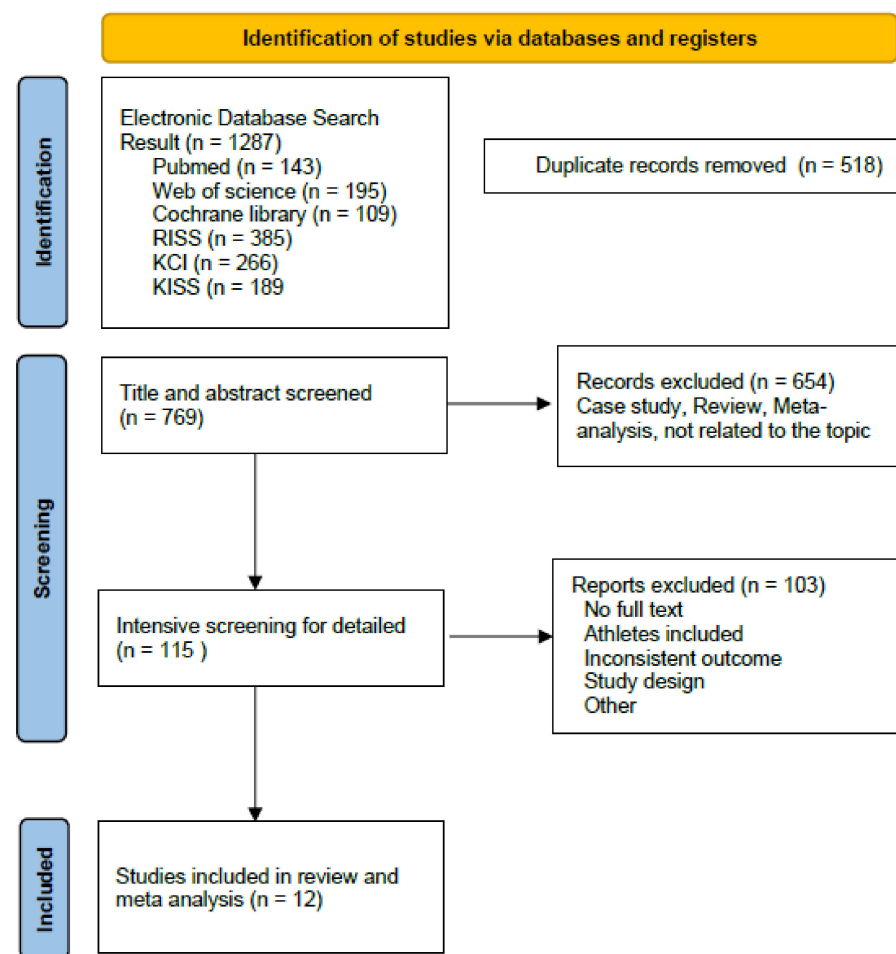 Identification of studies via databases and registers
Identification
Electronic Database Search
Result (n = 1287)
Pubmed (n = 143)
Web of science (n = 195)
Cochrane library (n = 109)
RISS (n = 385)
KCI (n = 266)
KISS (n = 189
Duplicate records removed (n = 518)
Screening
Title and abstract screened
(n = 769)
Records excluded (n = 654)
Case study, Review, Meta-
analysis, not related to the topic
Intensive screening for detailed
(n = 115 )
Reports excluded (n = 103)
No full text
Athletes included
Inconsistent outcome
Study design
Other
Included
Studies included in review and
meta analysis (n = 12)